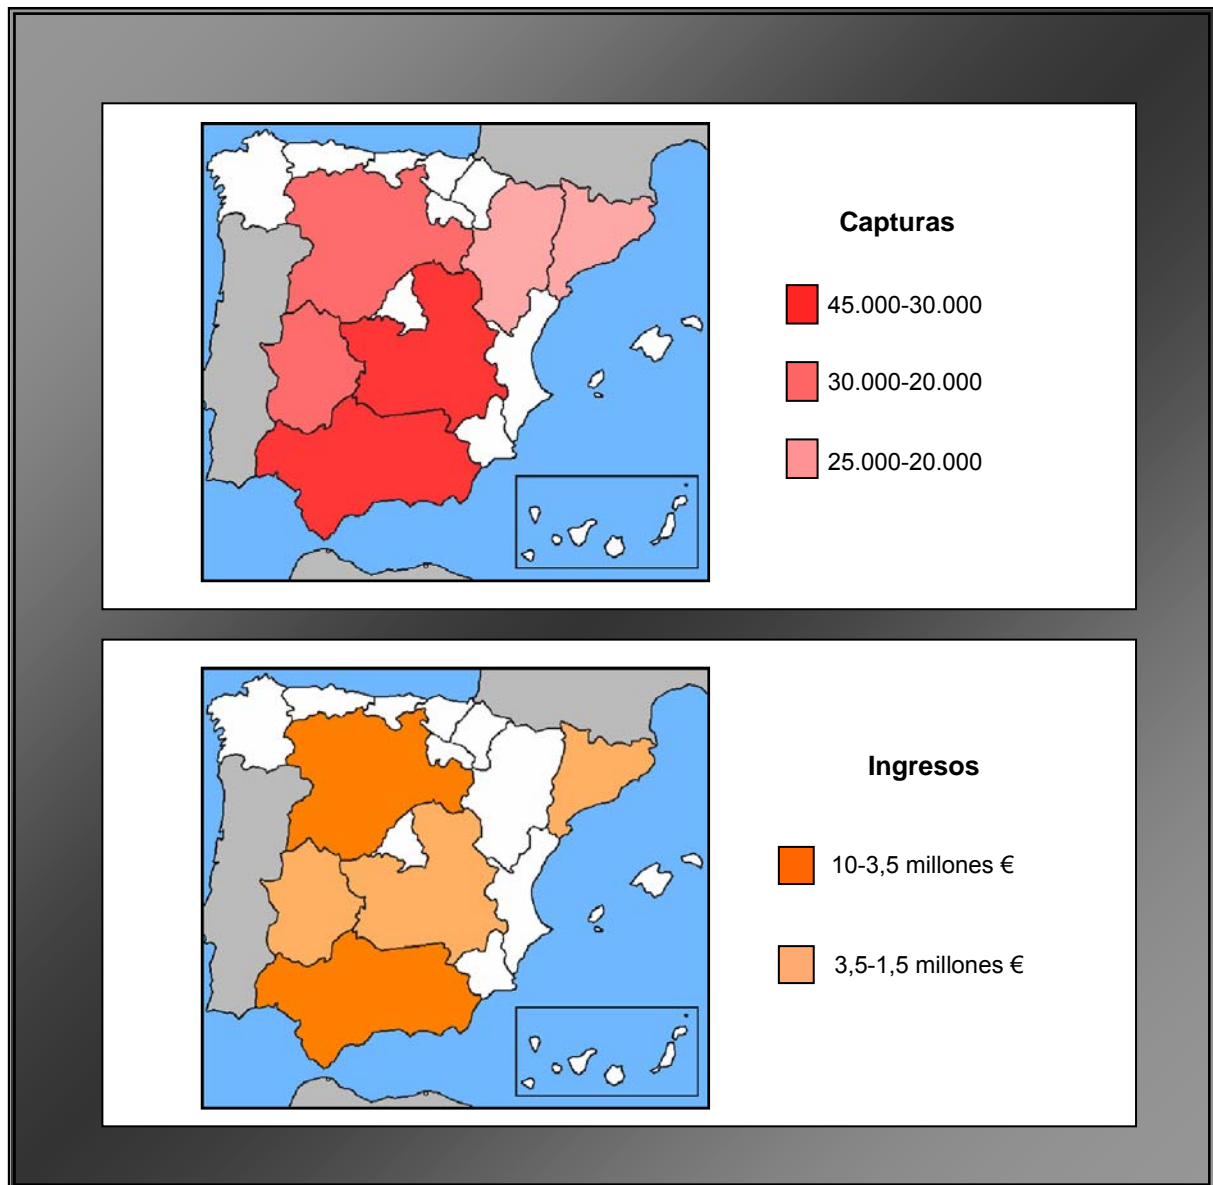 Capturas
45.000-30.000
30.000-20.000
25.000-20.000
Ingresos
10-3,5 millones €
3,5-1,5 millones €